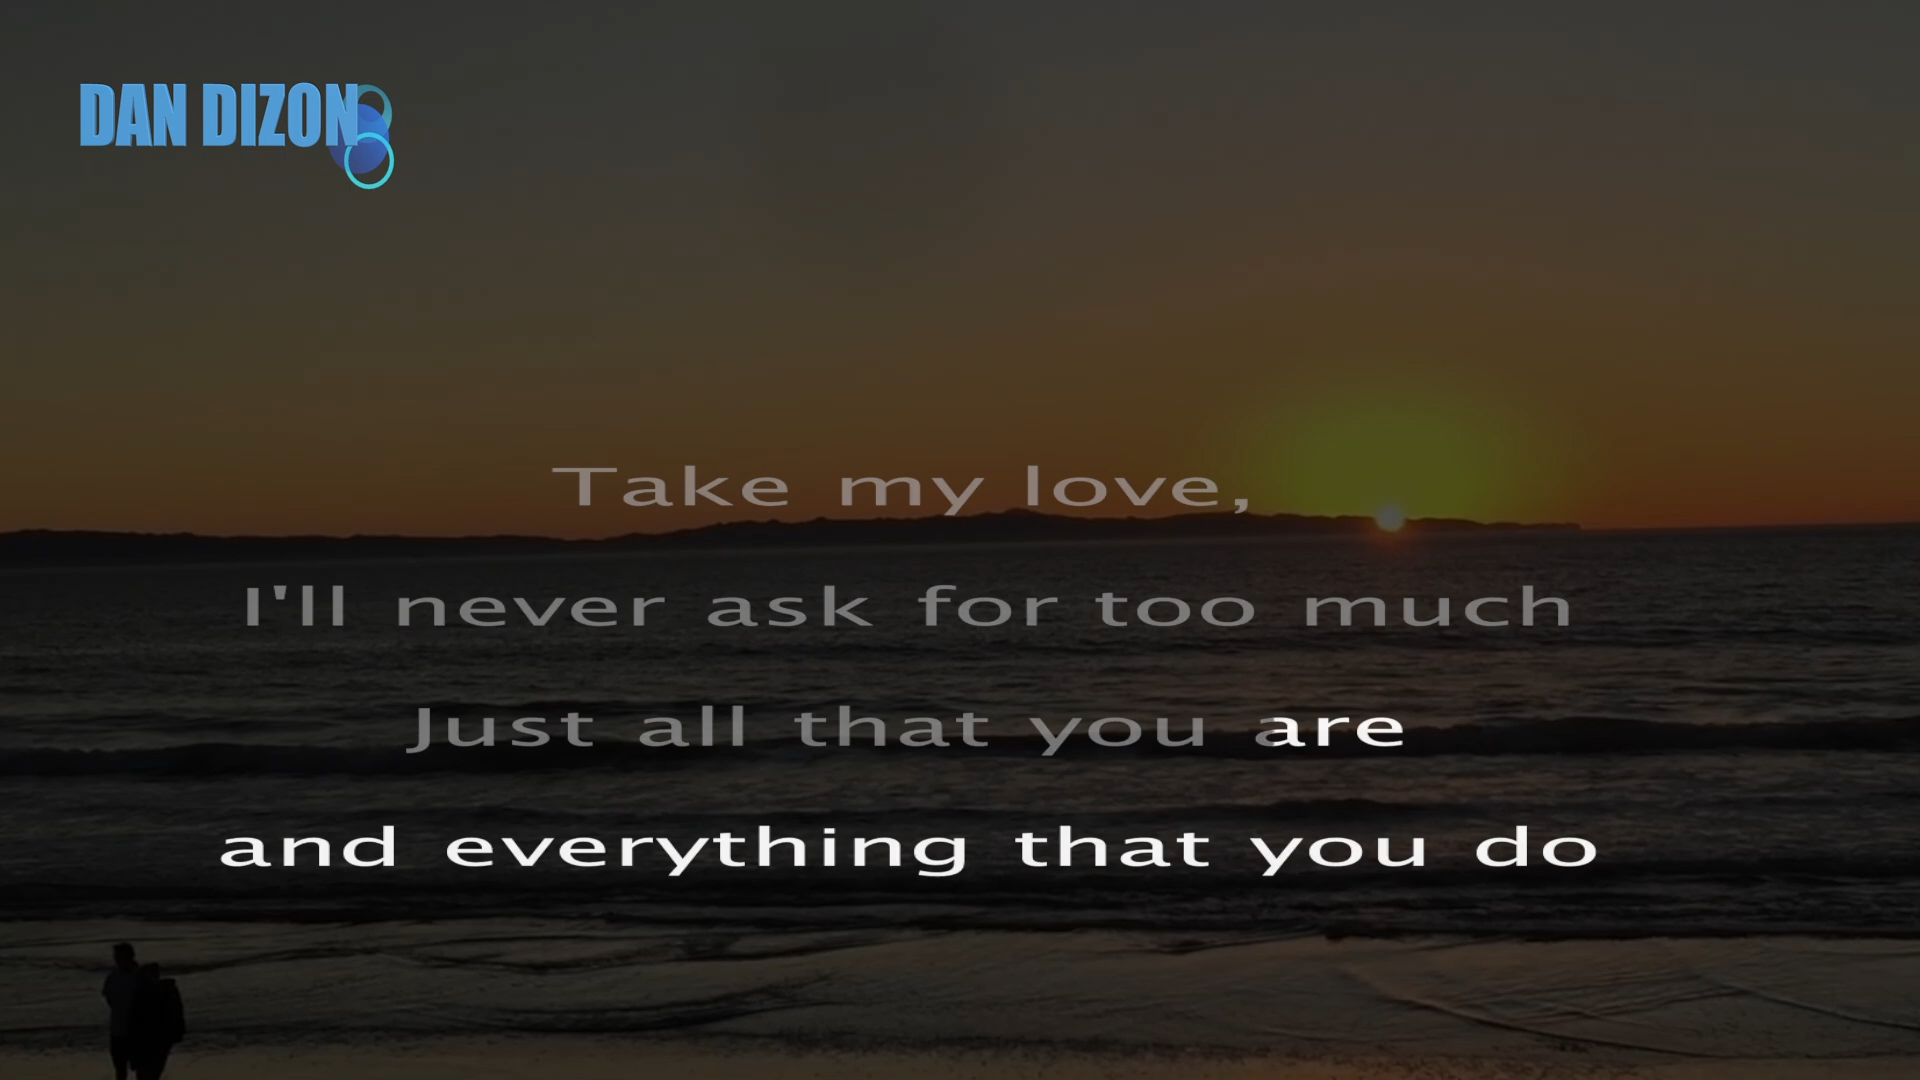 DAN DIZON
Take my love,
I'll never ask for too much
Just all that you are
and everything that you do